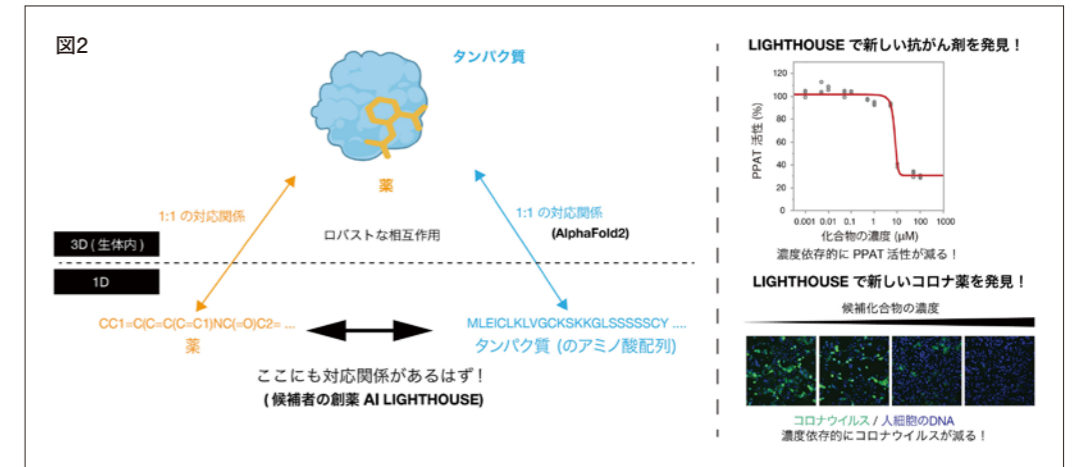 図2
タンパク質
薬
1:1 の対応関係
1:1 の対応関係
(AlphaFold2)
ロバストな相互作用
3D ( 生体内 )
1D
CC1=C(C=C(C=C1)NC(=O)C2= ...
薬
MLEICLKLVGCKSKKGLSSSSSCY ....
タンパク質 (のアミノ酸配列)
ここにも対応関係があるはず！
( 候補者の創薬 AI LIGHTHOUSE)
LIGHTHOUSE で新しい抗がん剤を発見！
PPAT 活性 (%)
120
100
80
60
40
20
0
0.001 0.01 0.1 1 10 100 1000
化合物の濃度 (μM)
濃度依存的に PPAT 活性が減る！
LIGHTHOUSE で新しいコロナ薬を発見！
候補化合物の濃度
コロナウイルス / 人細胞のDNA
濃度依存的にコロナウイルスが減る！